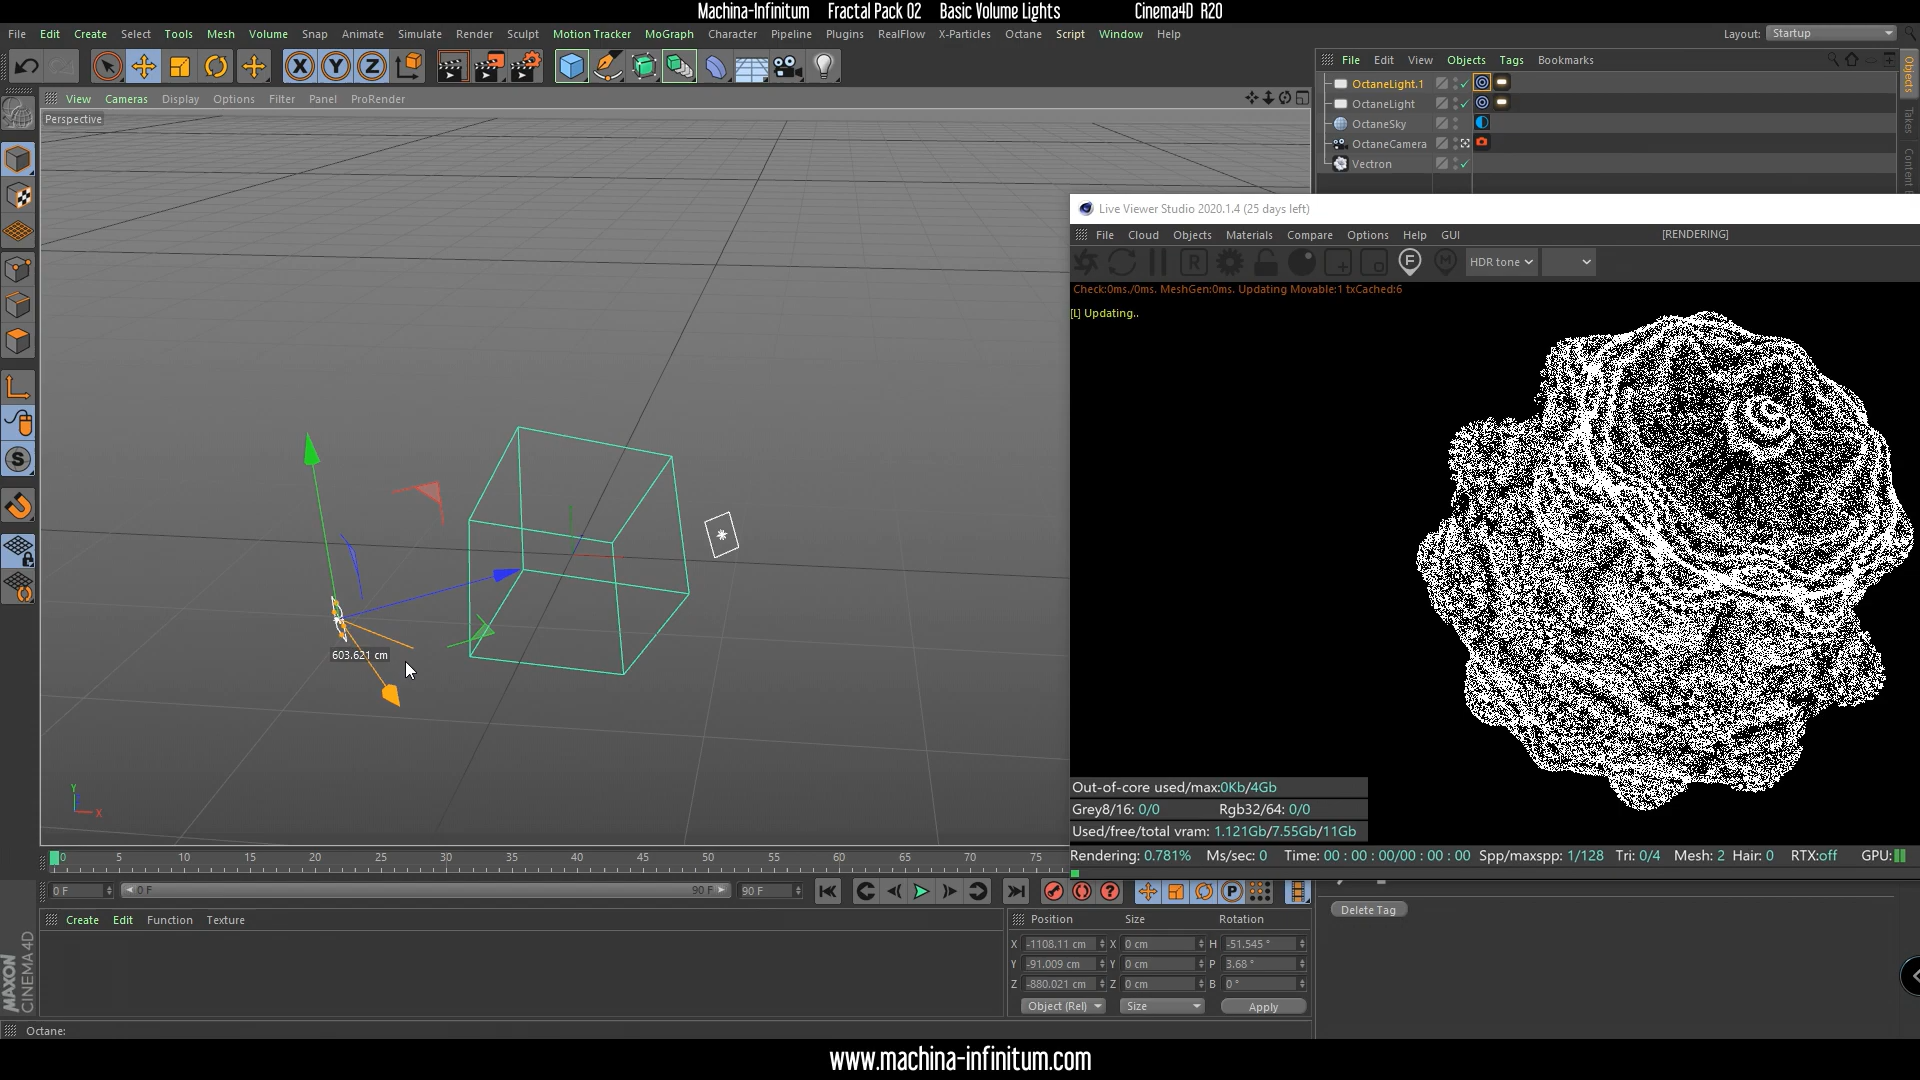 Machina-Infinitum Fractal Pack 02 Basic Volume Lights Cinema4D R20
File Edit Create Select Tools Mesh Volume Snap Animate Simulate Render Sculpt Motion Tracker MoGraph Character Pipeline Plugins RealFlow X-Particles Octane Script Window Help
Layout: Startup
X Y Z
File Edit View Objects Tags Bookmarks
OctaneLight.1
OctaneLight
OctaneSky
OctaneCamera
Vectron
Objects
Takes
View Cameras Display Options Filter Panel ProRender
Perspective
S
603.621 cm
Y
X
Live Viewer Studio 2020.1.4 (25 days left)
File Cloud Objects Materials Compare Options Help GUI [RENDERING]
R F M HDR tone
Check:0ms./0ms. MeshGen:0ms. Updating Movable:1 txCached:6
[L] Updating..
Out-of-core used/max:0Kb/4Gb
Grey8/16: 0/0 Rgb32/64: 0/0
Used/free/total vram: 1.121Gb/7.55Gb/11Gb
Rendering: 0.781% Ms/sec: 0 Time: 00 : 00 : 00/00 : 00 : 00 Spp/maxspp: 1/128 Tri: 0/4 Mesh: 2 Hair: 0 RTX:off GPU:
0 5 10 15 20 25 30 35 40 45 50 55 60 65 70 75
0 F 0 F 90 F 90 F
P
Delete Tag
Create Edit Function Texture
Position Size Rotation
X -1108.11 cm X 0 cm H -51.545 °
Y -91.009 cm Y 0 cm P 3.68 °
Z -880.021 cm Z 0 cm B 0 °
Object (Rel) Size Apply
MAXON
CINEMA 4D
Octane:
www.machina-infinitum.com